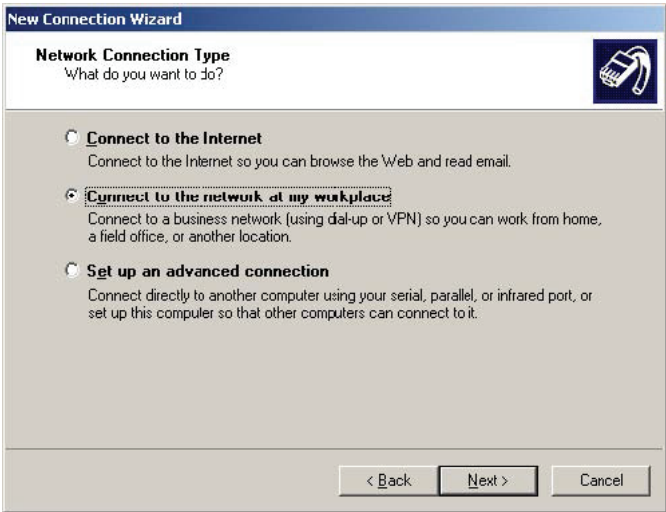 New Connection Wizard
Network Connection Type
What do you want to do?
Connect to the Internet
Connect to the Internet so you can browse the Web and read email.
Connect to the network at my workplace
Connect to a business network (using dial-up or VPN) so you can work from home,
a field office, or another location.
Set up an advanced connection
Connect directly to another computer using your serial, parallel, or infrared port, or
set up this computer so that other computers can connect to it.
< Back
Next >
Cancel